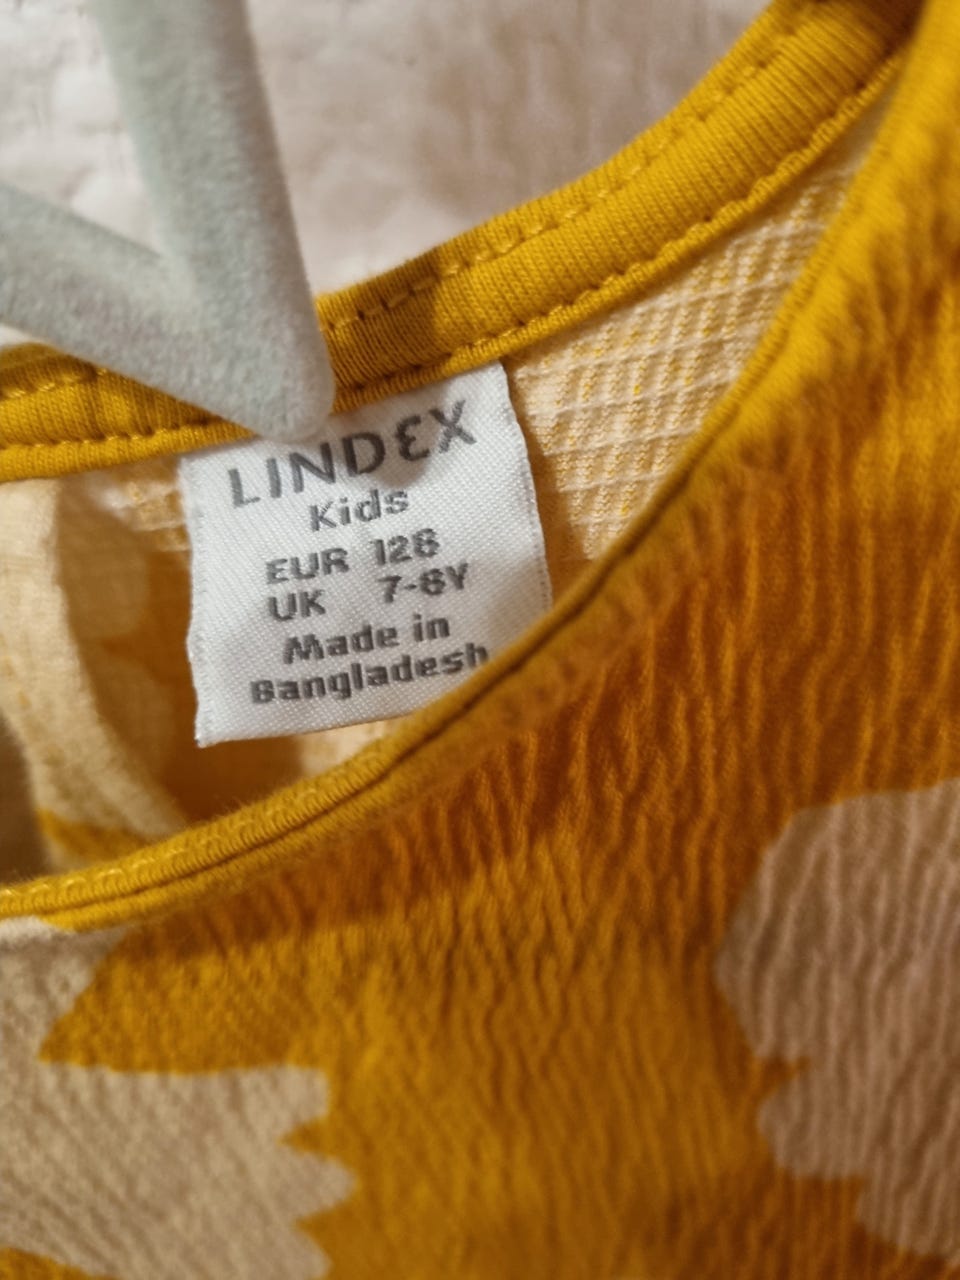 LINDEX
Kids
EUR 128
UK 7-8Y
Made in
Bangladesh